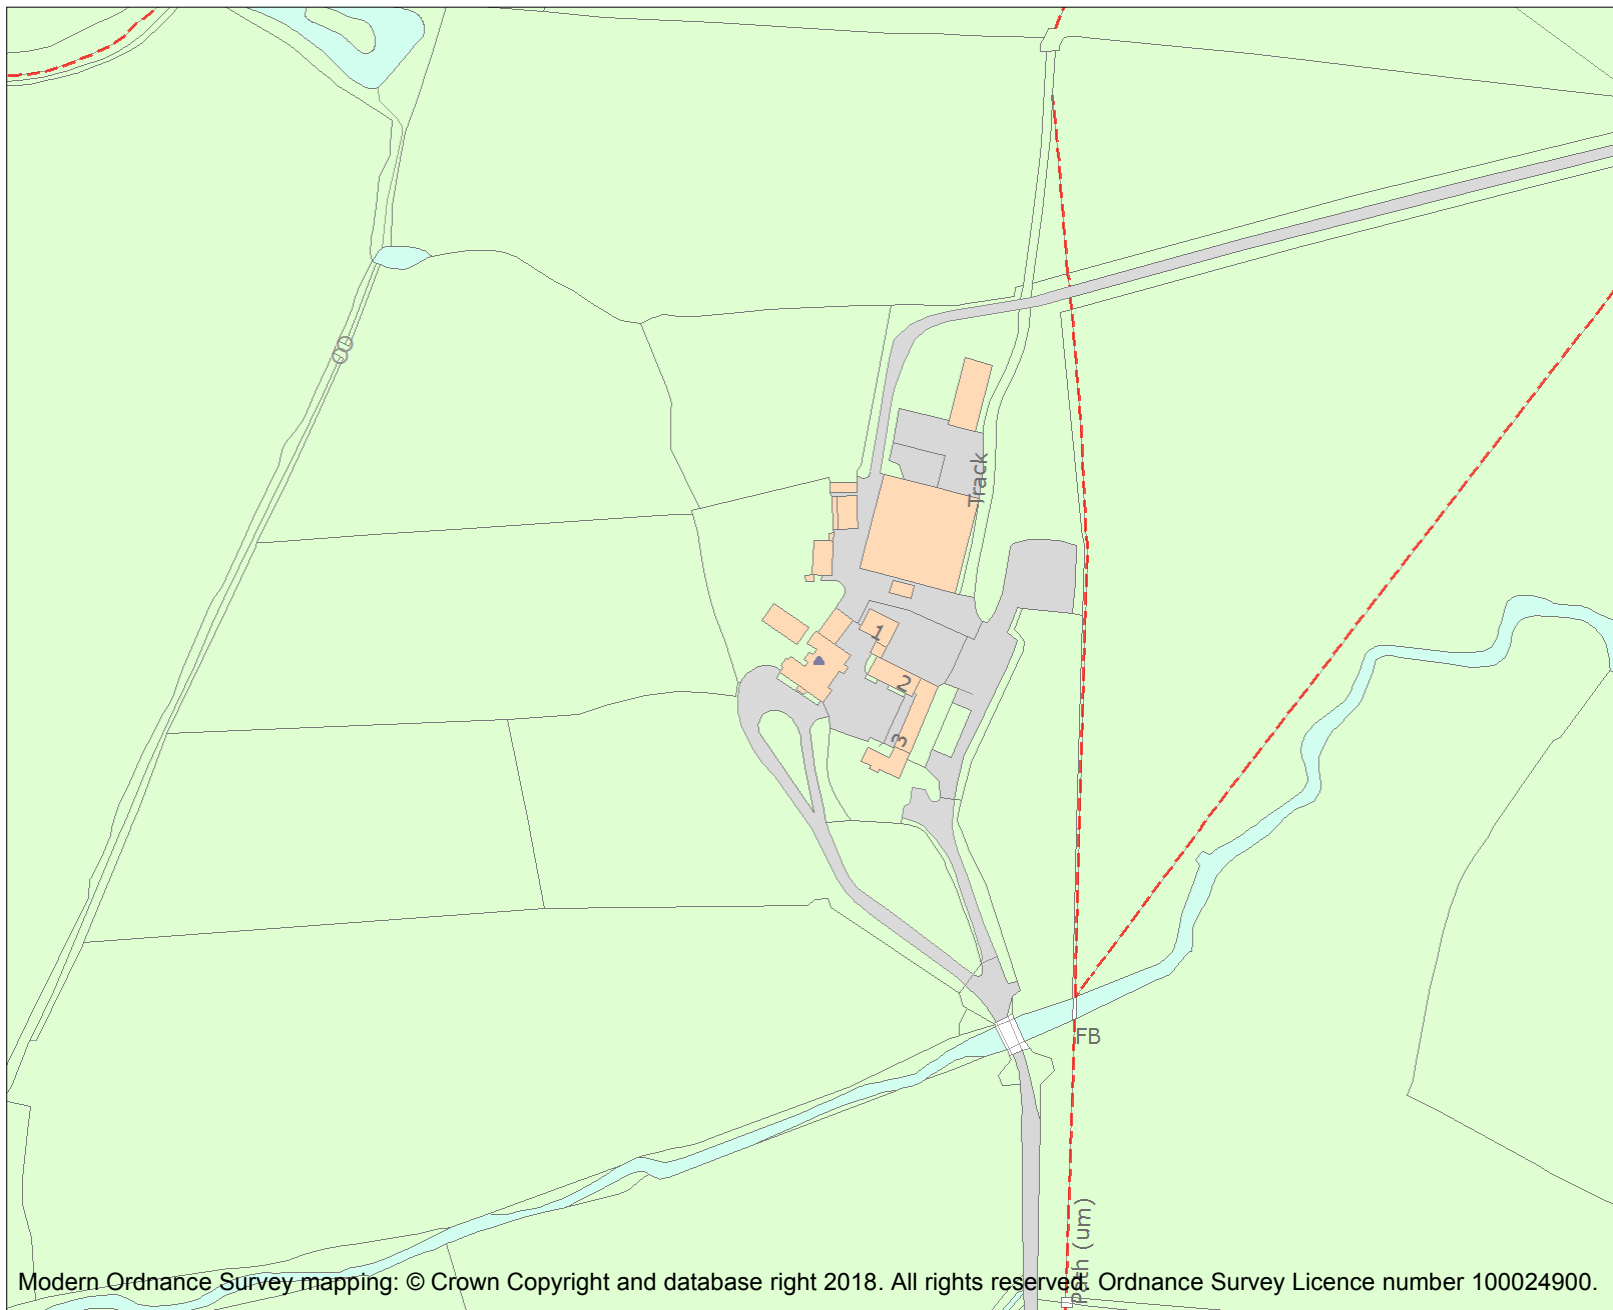 Track
1
2
3
FB
Path (um)
Modern Ordnance Survey mapping: © Crown Copyright and database right 2018. All rights reserved. Ordnance Survey Licence number 100024900.